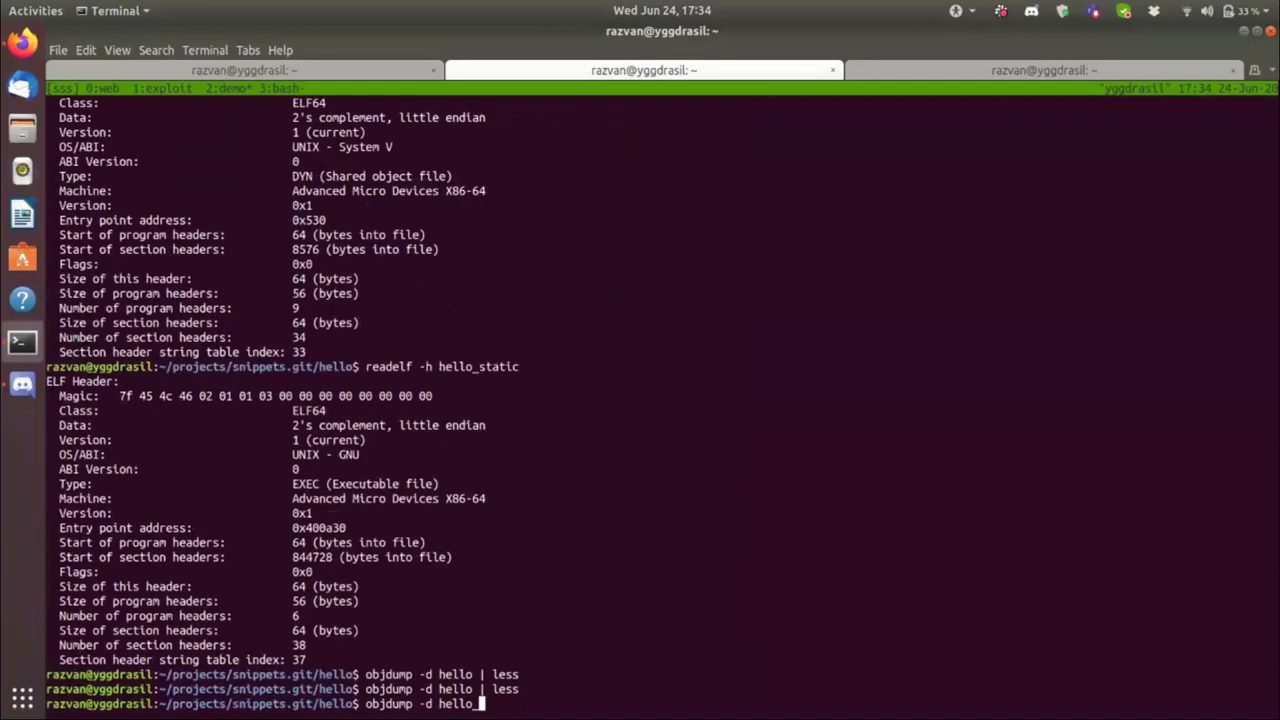 Activities Terminal Wed Jun 24, 17:34 33 %
razvan@yggdrasil: ~
File Edit View Search Terminal Tabs Help
razvan@yggdrasil: ~ × razvan@yggdrasil: ~ × razvan@yggdrasil: ~ ×
[sss] 0:web 1:exploit 2:demo* 3:bash- "yggdrasil" 17:34 24-Jun-20
Class: ELF64
Data: 2's complement, little endian
Version: 1 (current)
OS/ABI: UNIX - System V
ABI Version: 0
Type: DYN (Shared object file)
Machine: Advanced Micro Devices X86-64
Version: 0x1
Entry point address: 0x530
Start of program headers: 64 (bytes into file)
Start of section headers: 8576 (bytes into file)
Flags: 0x0
Size of this header: 64 (bytes)
Size of program headers: 56 (bytes)
Number of program headers: 9
Size of section headers: 64 (bytes)
Number of section headers: 34
Section header string table index: 33
razvan@yggdrasil:~/projects/snippets.git/hello$ readelf -h hello_static
ELF Header:
Magic: 7f 45 4c 46 02 01 01 03 00 00 00 00 00 00 00 00
Class: ELF64
Data: 2's complement, little endian
Version: 1 (current)
OS/ABI: UNIX - GNU
ABI Version: 0
Type: EXEC (Executable file)
Machine: Advanced Micro Devices X86-64
Version: 0x1
Entry point address: 0x400a30
Start of program headers: 64 (bytes into file)
Start of section headers: 844728 (bytes into file)
Flags: 0x0
Size of this header: 64 (bytes)
Size of program headers: 56 (bytes)
Number of program headers: 6
Size of section headers: 64 (bytes)
Number of section headers: 38
Section header string table index: 37
razvan@yggdrasil:~/projects/snippets.git/hello$ objdump -d hello | less
razvan@yggdrasil:~/projects/snippets.git/hello$ objdump -d hello | less
razvan@yggdrasil:~/projects/snippets.git/hello$ objdump -d hello_